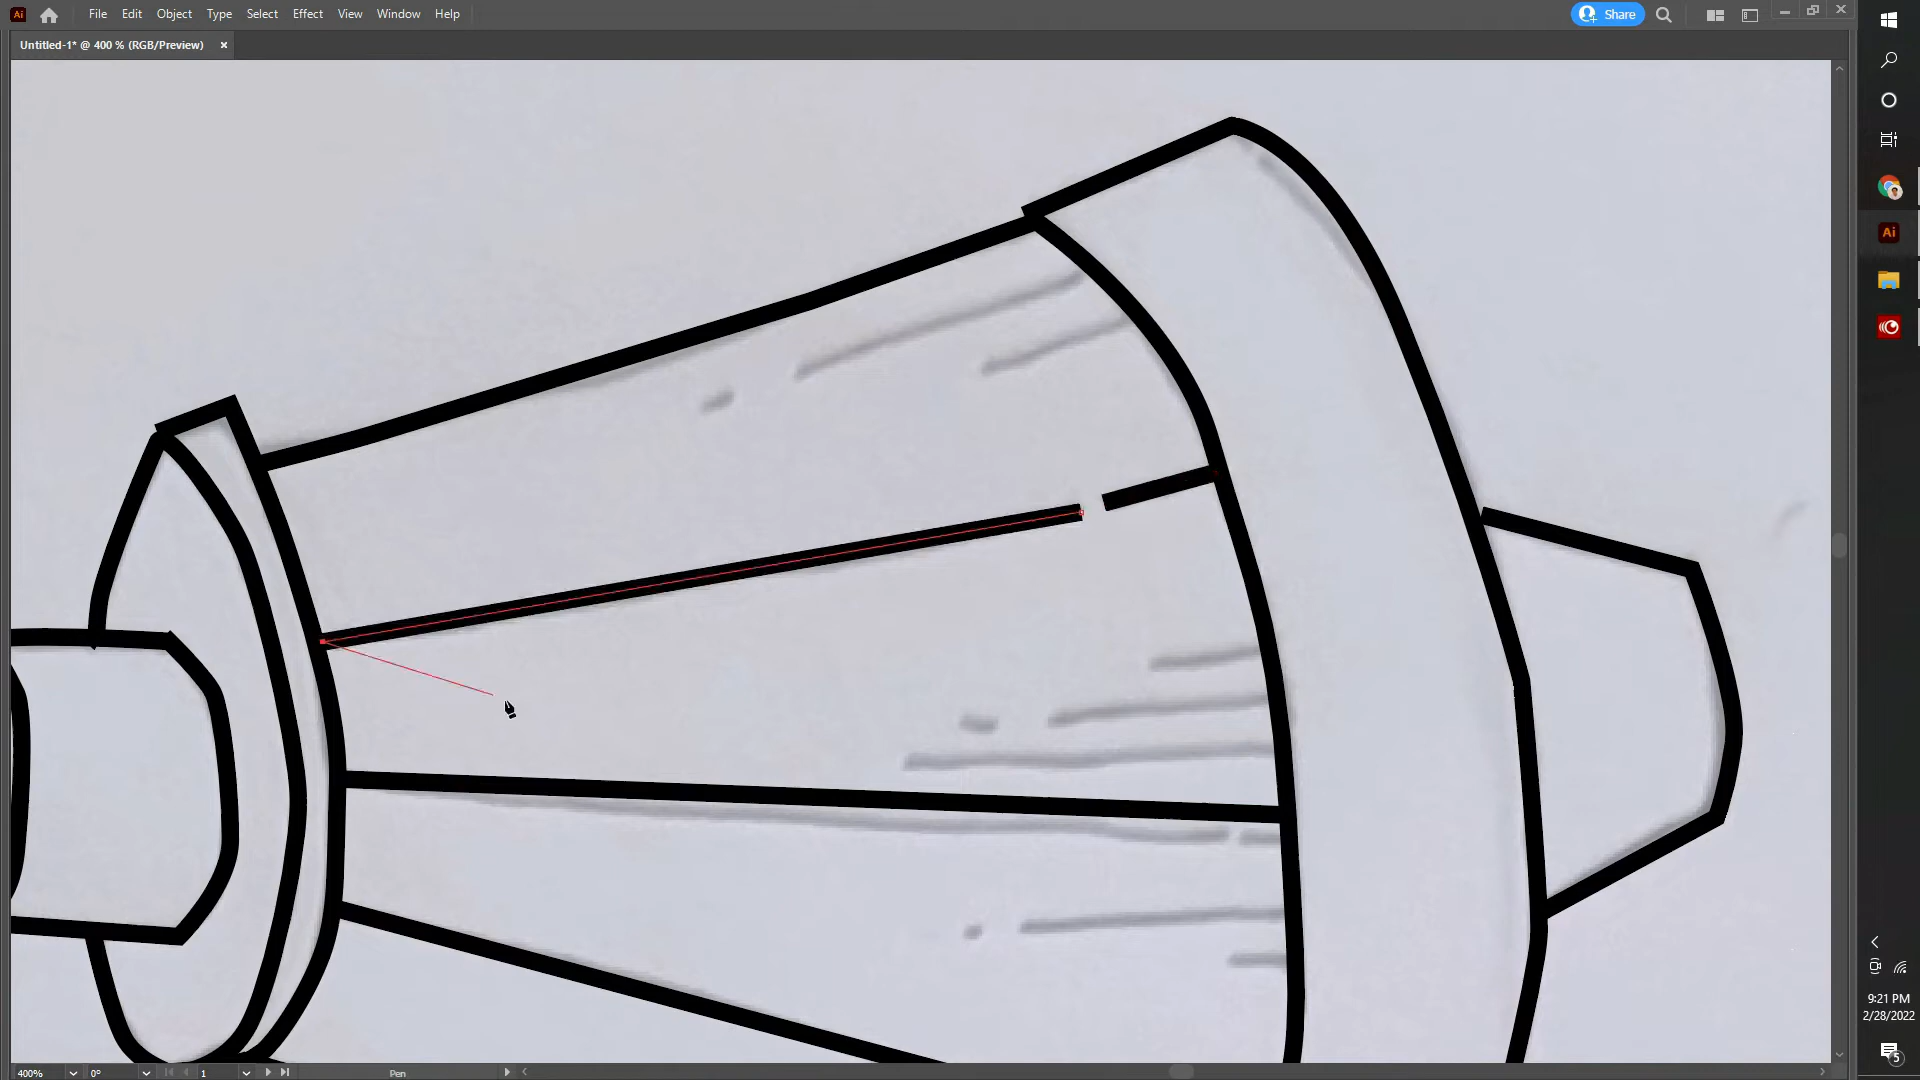 Ai File Edit Object Type Select Effect View Window Help Share
Untitled-1* @ 400 % (RGB/Preview) ×
Ai
400% 0° 1 Pen
9:21 PM
2/28/2022
5